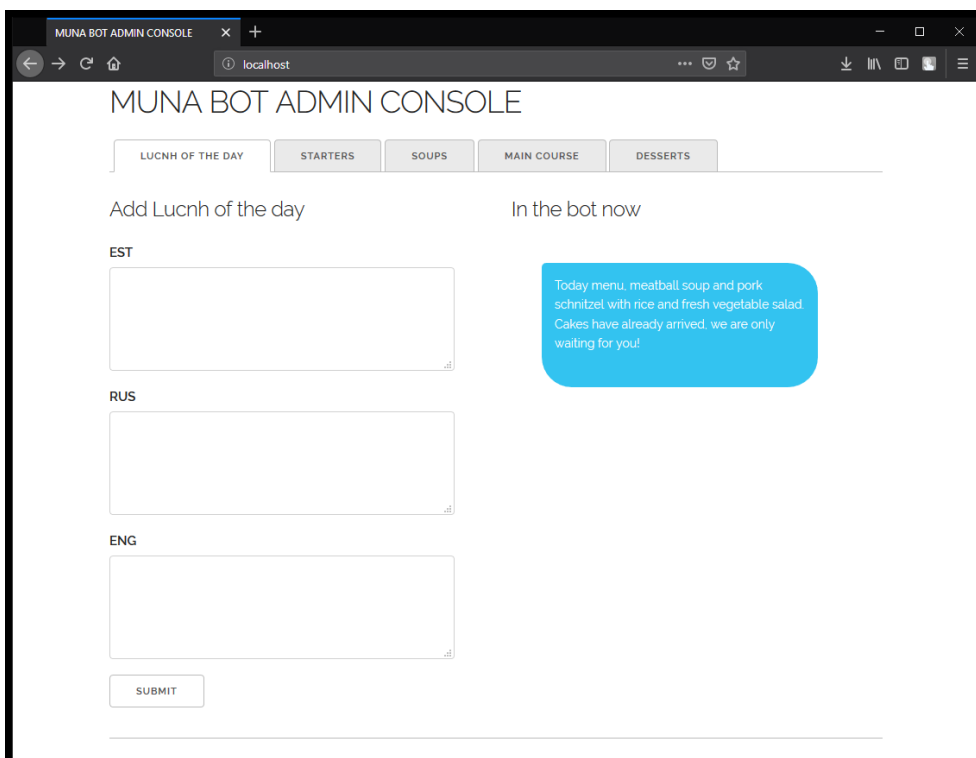 MUNA BOT ADMIN CONSOLE
localhost
MUNA BOT ADMIN CONSOLE
LUCNH OF THE DAY STARTERS SOUPS MAIN COURSE DESSERTS
Add Lucnh of the day
In the bot now
EST
Today menu, meatball soup and pork
schnitzel with rice and fresh vegetable salad.
Cakes have already arrived, we are only
waiting for you!
RUS
ENG
SUBMIT